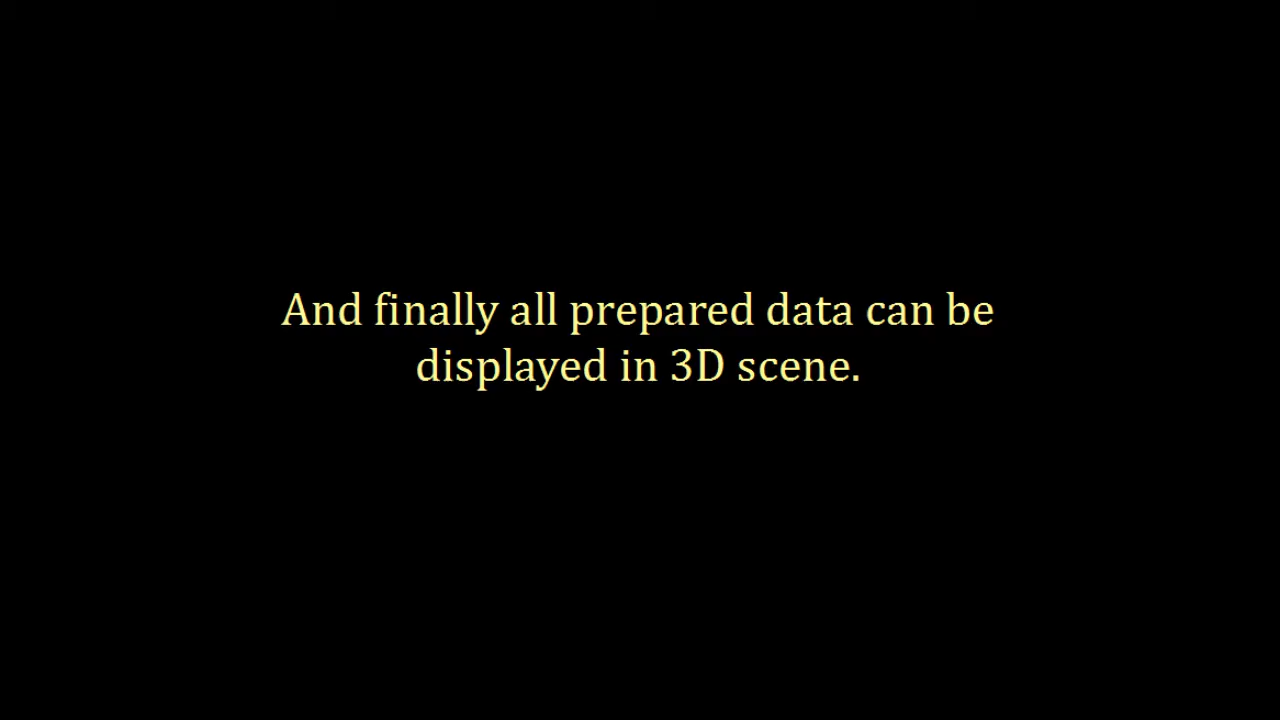 And finally all prepared data can be
displayed in 3D scene.